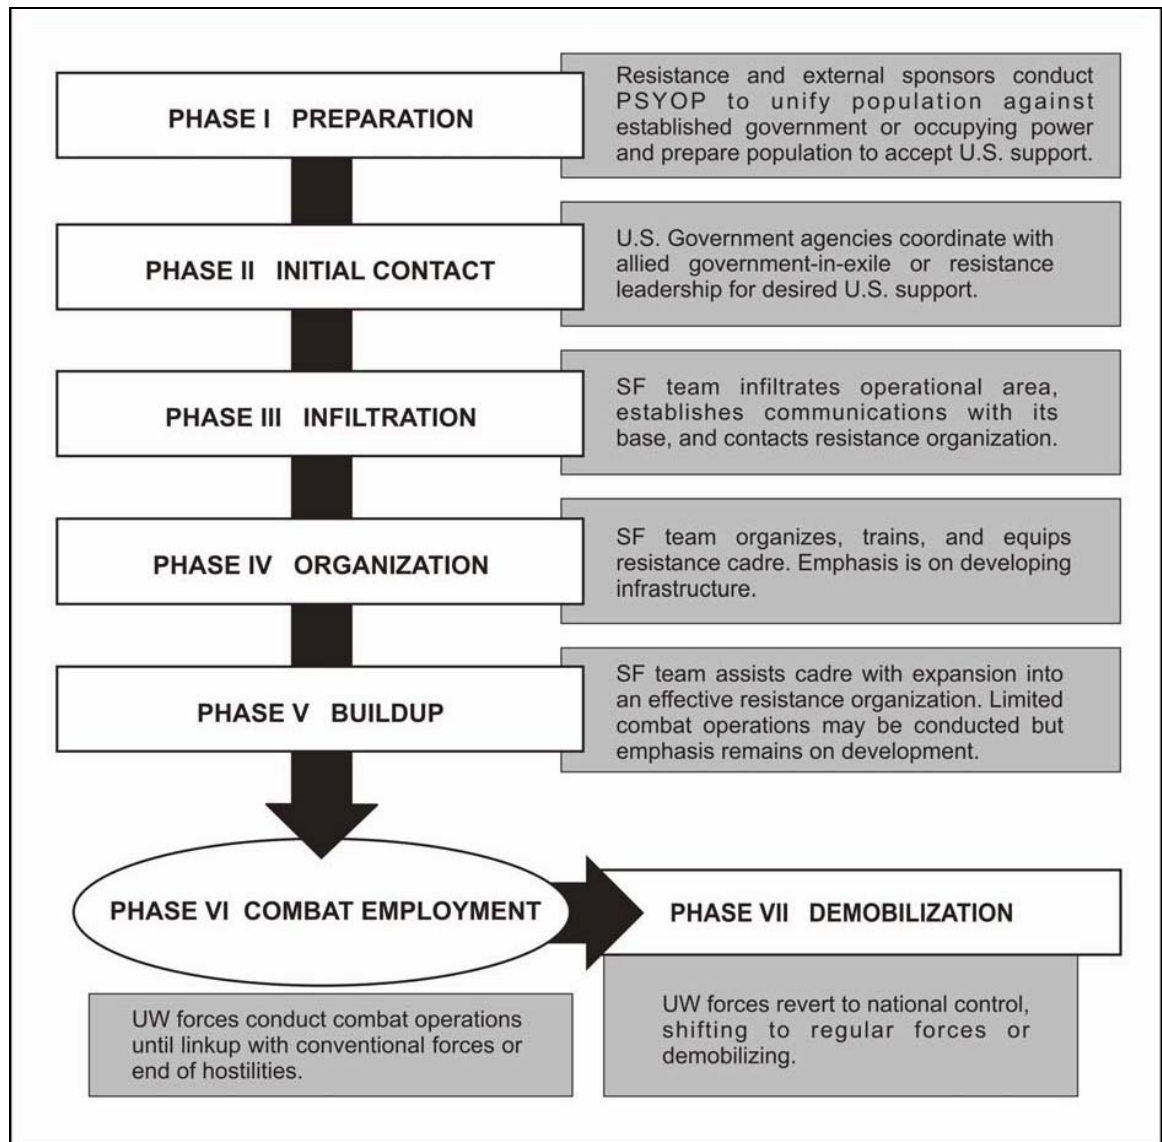 PHASE I PREPARATION
Resistance and external sponsors conduct
PSYOP to unify population against
established government or occupying power
and prepare population to accept U.S. support.
PHASE II INITIAL CONTACT
U.S. Government agencies coordinate with
allied government-in-exile or resistance
leadership for desired U.S. support.
PHASE III INFILTRATION
SF team infiltrates operational area,
establishes communications with its
base, and contacts resistance organization.
PHASE IV ORGANIZATION
SF team organizes, trains, and equips
resistance cadre. Emphasis is on developing
infrastructure.
PHASE V BUILDUP
SF team assists cadre with expansion into
an effective resistance organization. Limited
combat operations may be conducted but
emphasis remains on development.
PHASE VI COMBAT EMPLOYMENT
UW forces conduct combat operations
until linkup with conventional forces or
end of hostilities.
PHASE VII DEMOBILIZATION
UW forces revert to national control,
shifting to regular forces or
demobilizing.